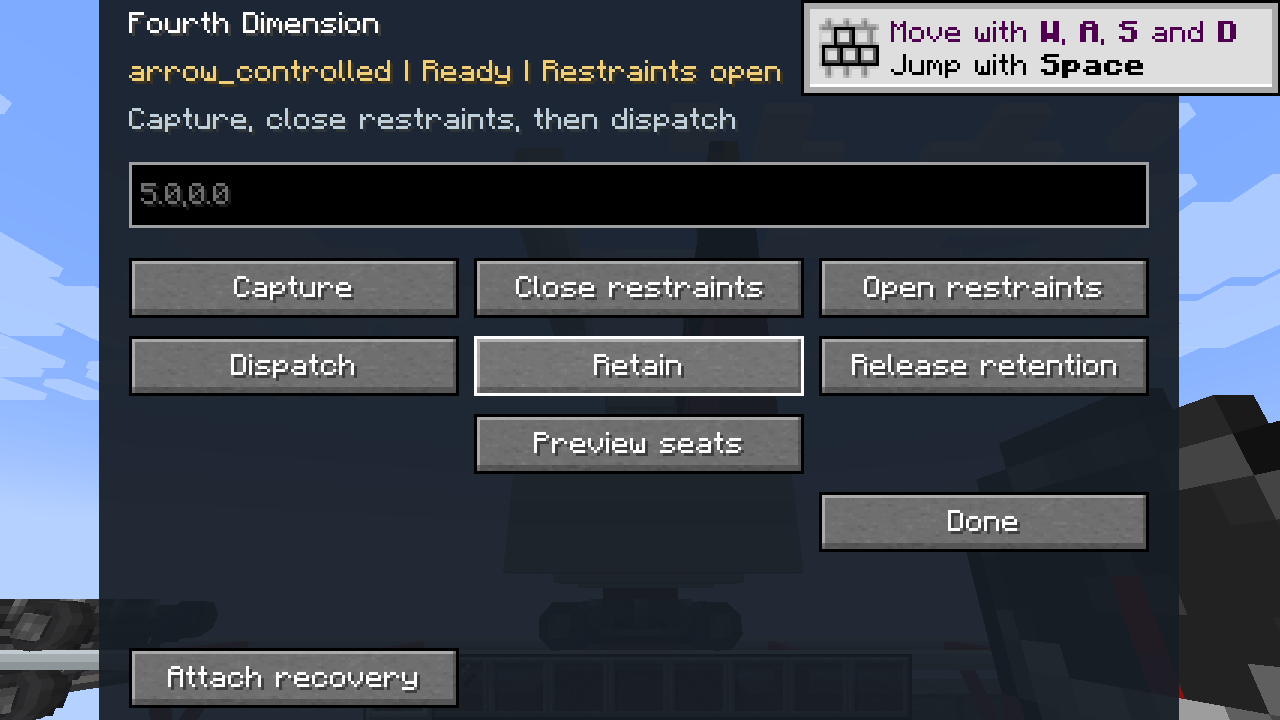 Fourth Dimension
arrow_controlled | Ready | Restraints open
Capture, close restraints, then dispatch
Move with W, A, S and D
Jump with Space
5.0,0.0
Capture
Close restraints
Open restraints
Dispatch
Retain
Release retention
Preview seats
Done
Attach recovery